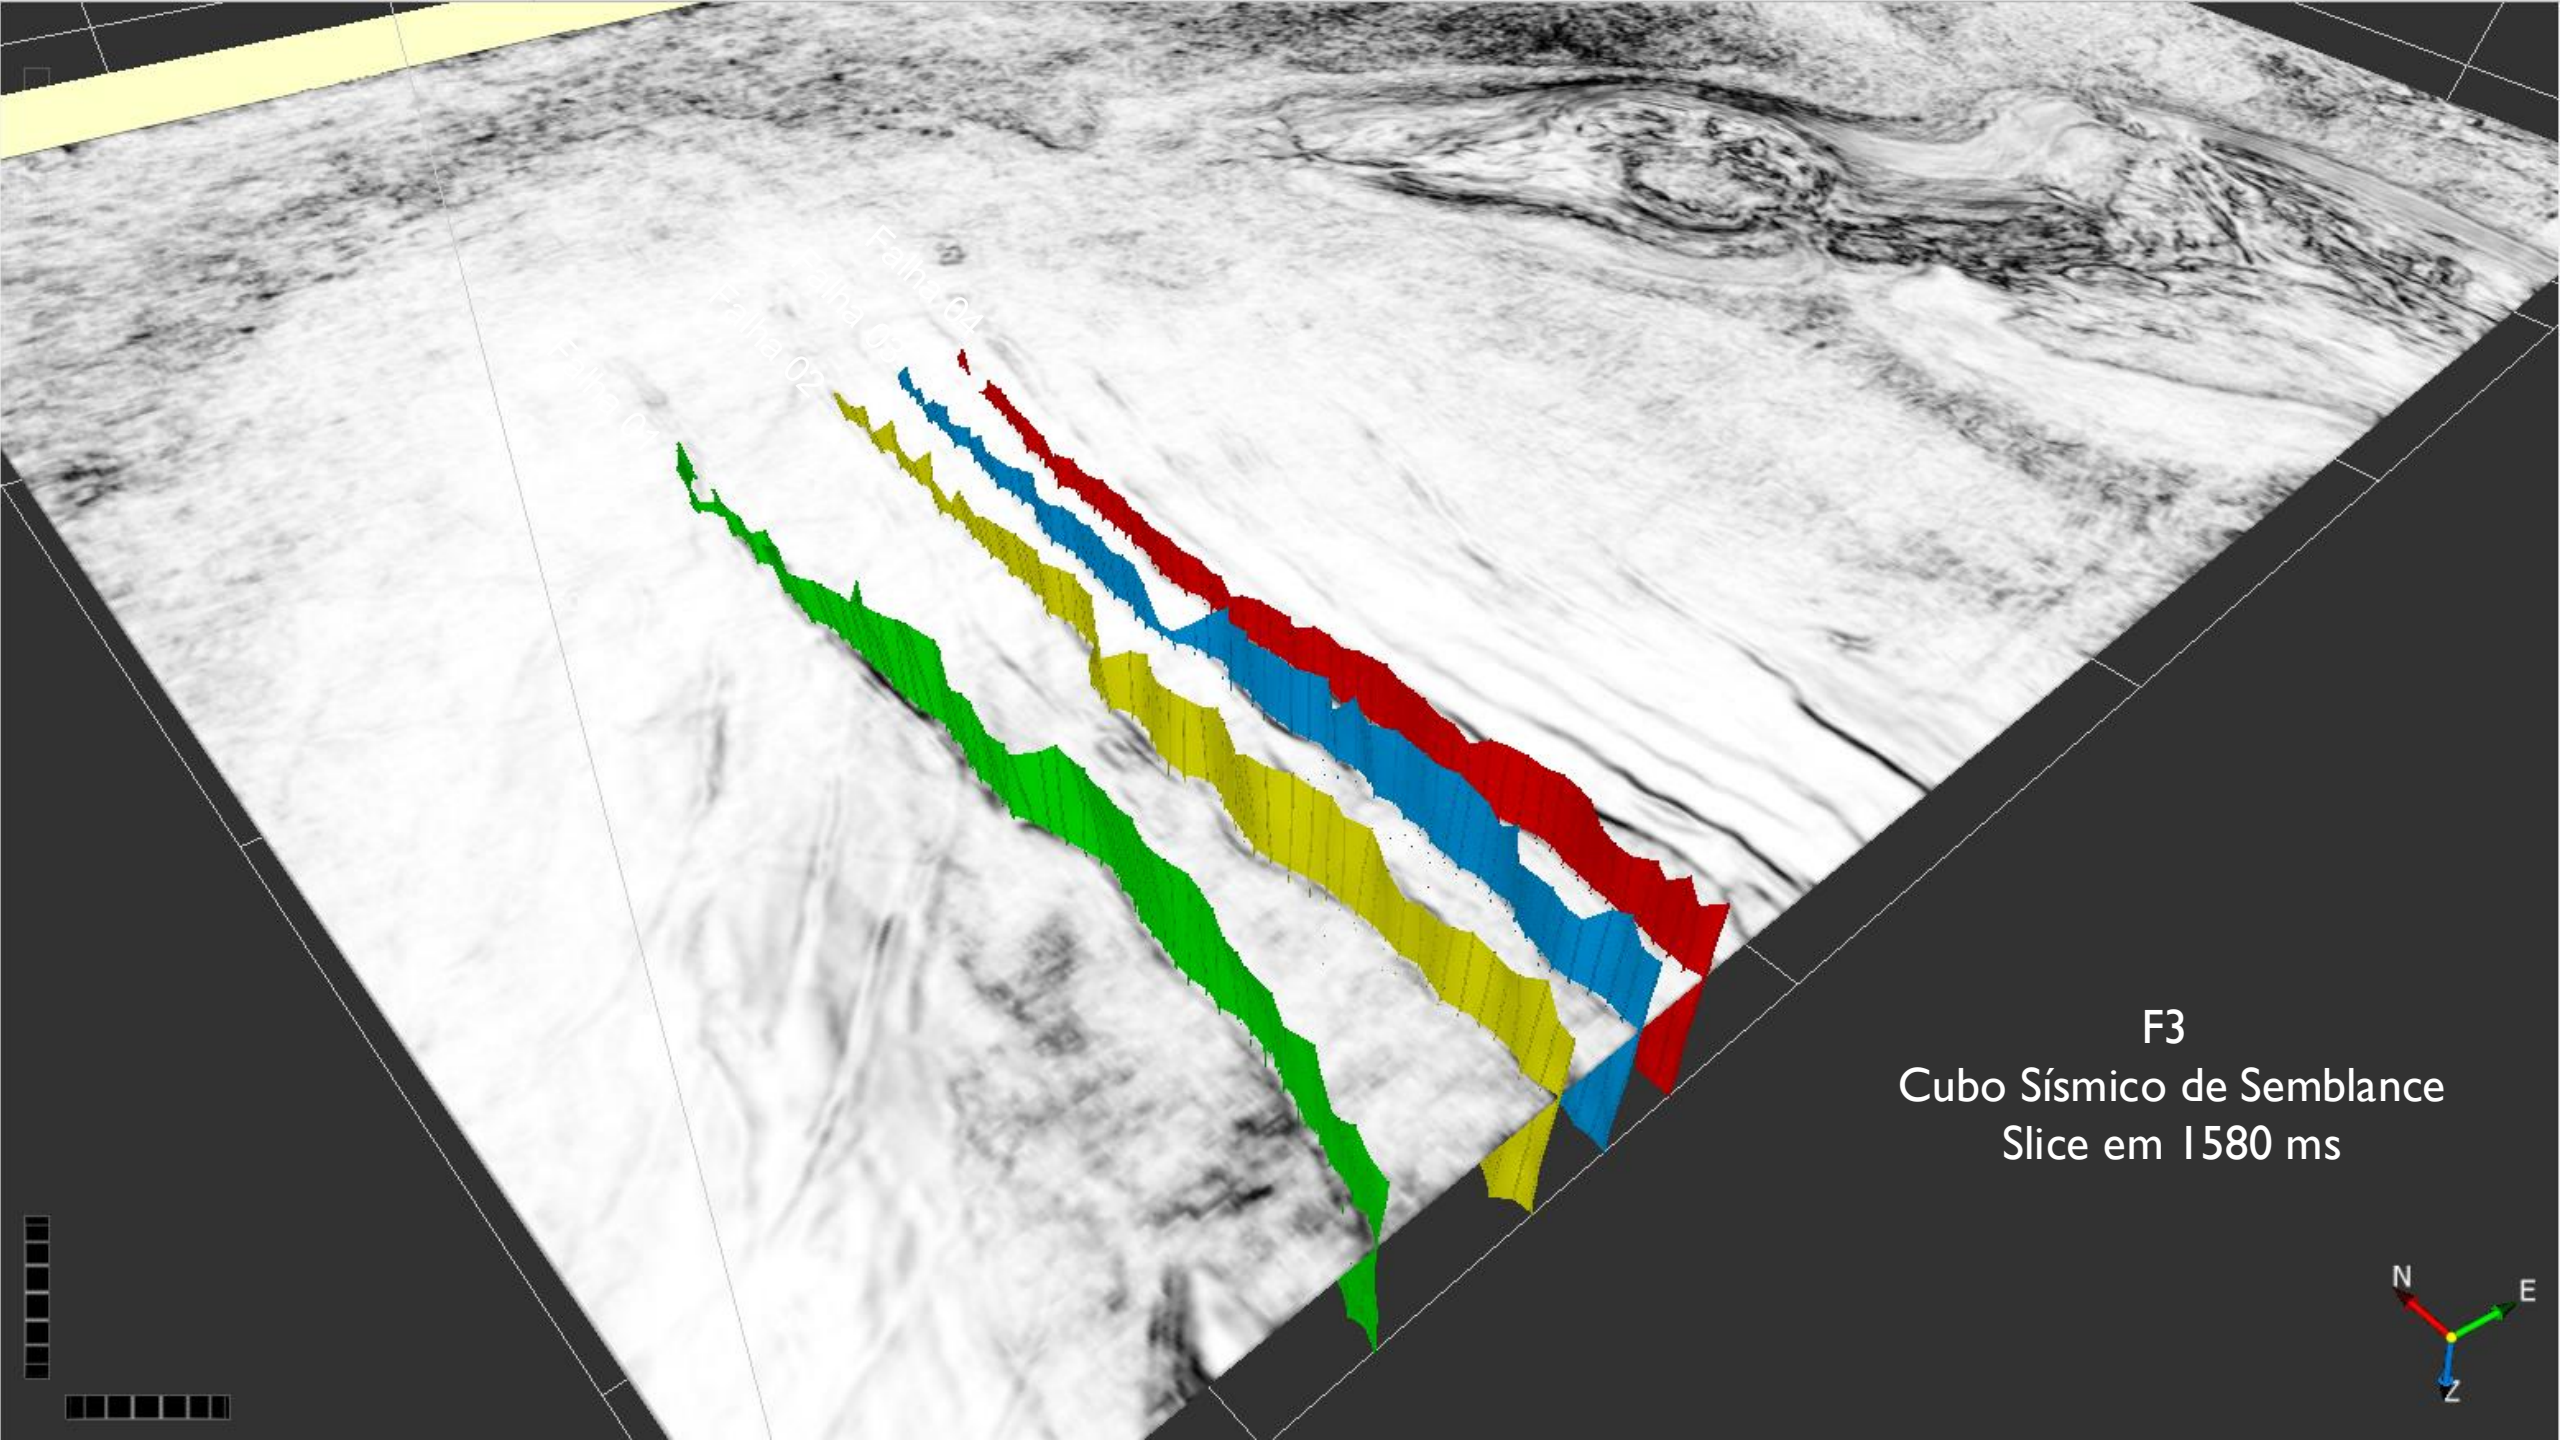 Falha 04
Falha 02
F3
Cubo Sísmico de Semblance
Slice em 1580 ms
N
E
Z